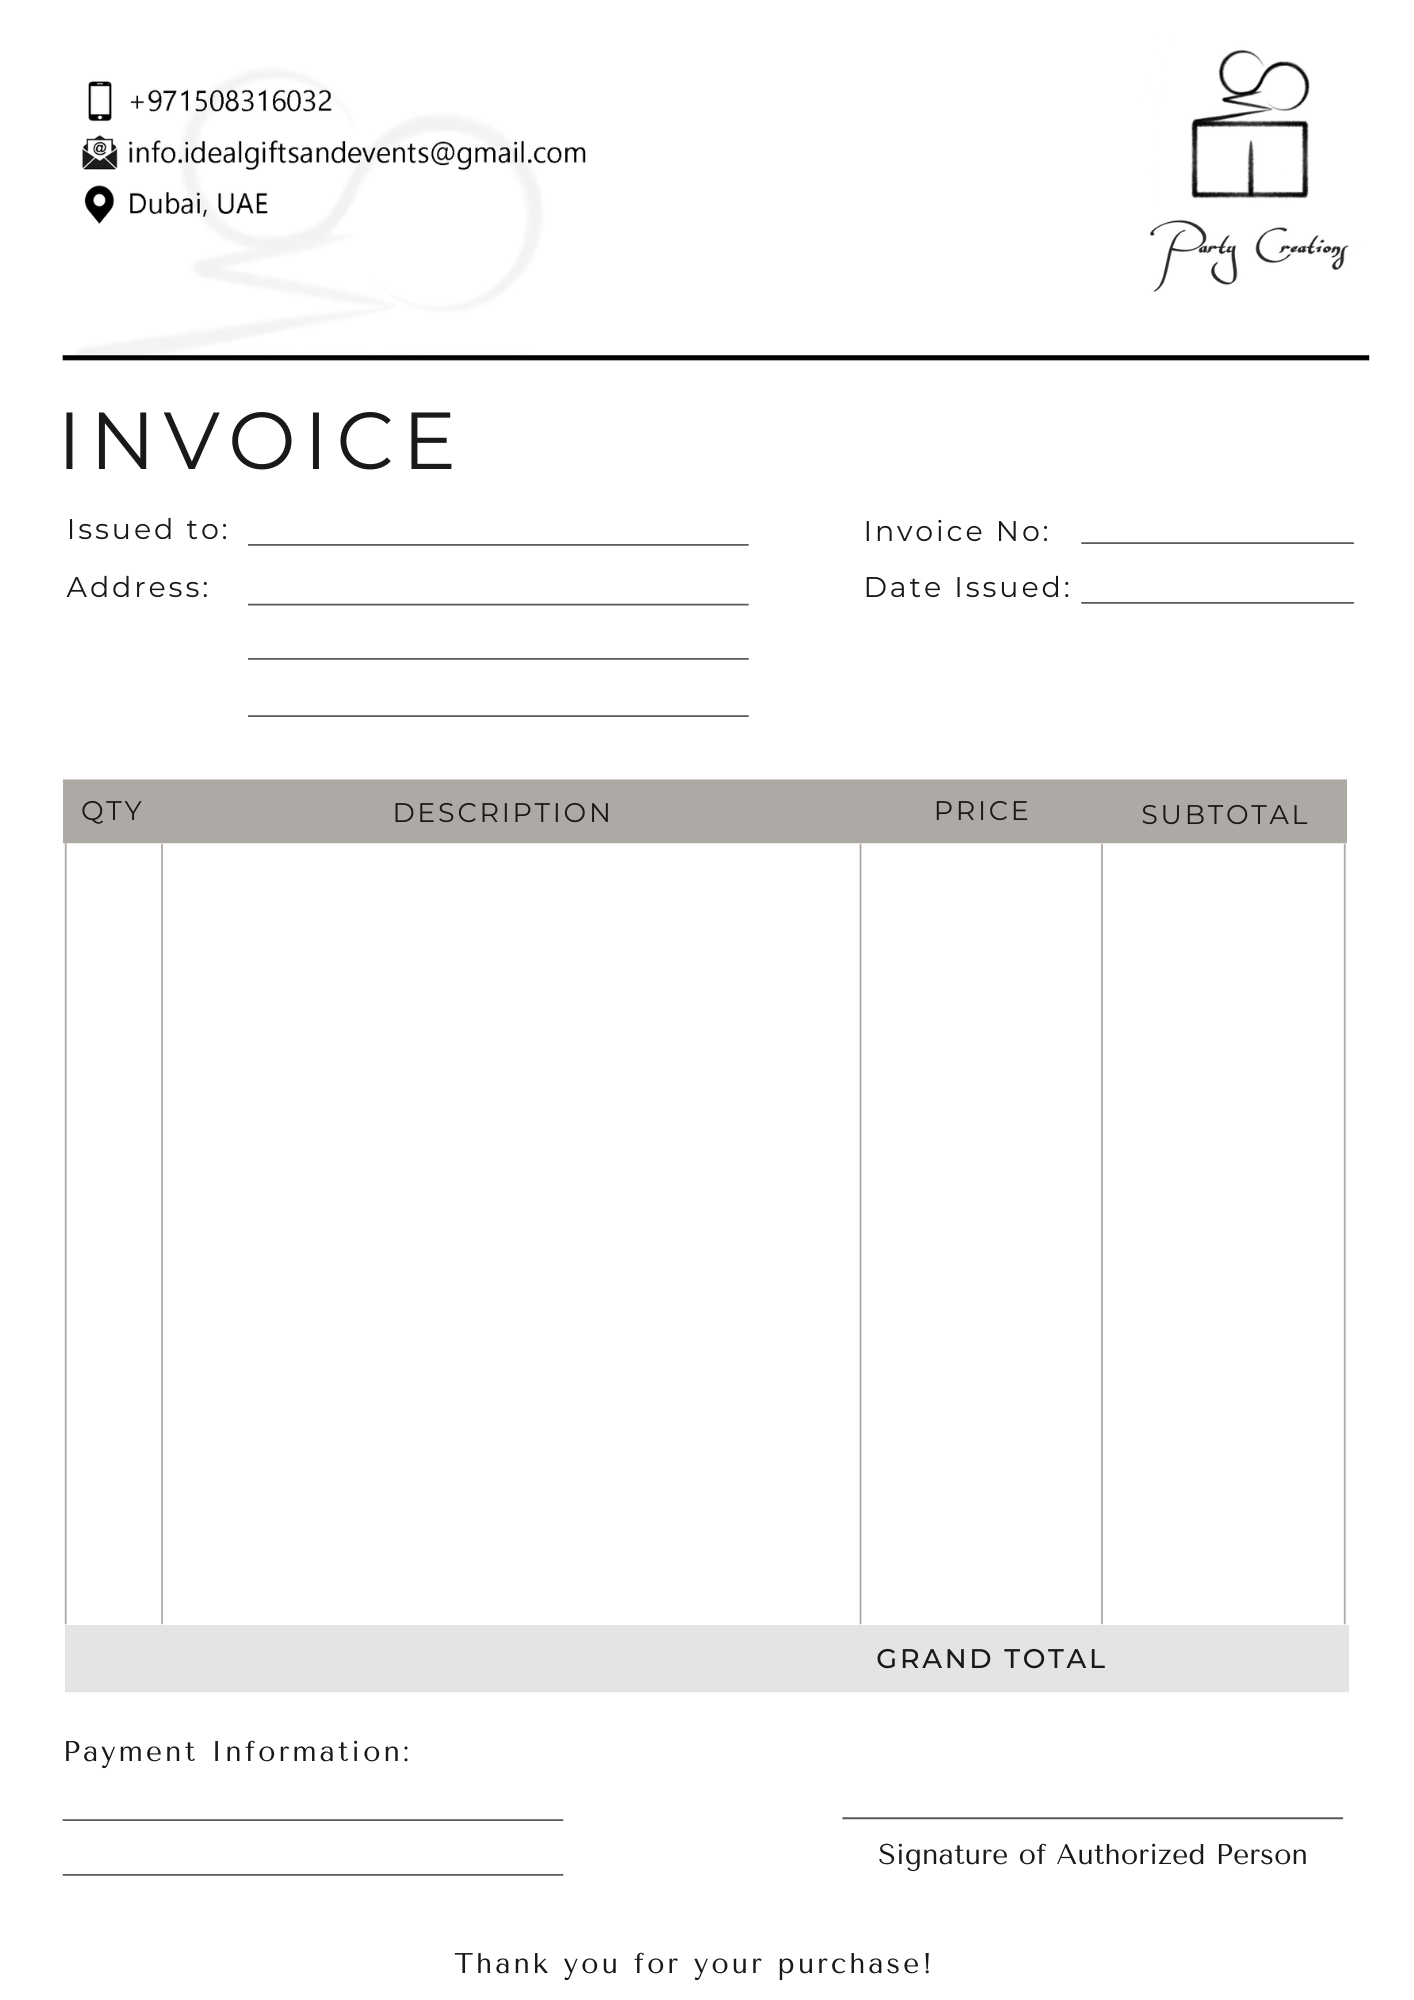 +971508316032
info.idealgiftsandevents@gmail.com
Dubai, UAE
Party Creations
INVOICE
Issued to:
Invoice No:
Address:
Date Issued:
QTY DESCRIPTION PRICE SUBTOTAL
GRAND TOTAL
Payment Information:
Signature of Authorized Person
Thank you for your purchase!